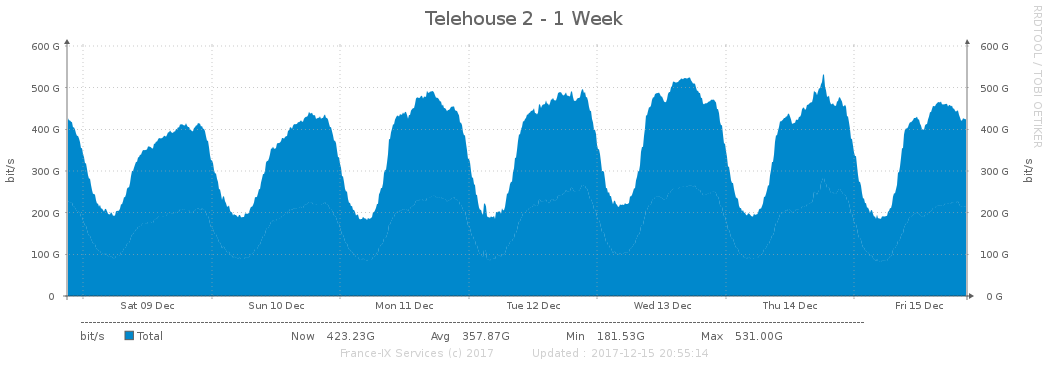 Telehouse 2 - 1 Week
RRDTOOL / TOBI OETIKER
600 G 600 G
500 G 500 G
400 G 400 G
300 G 300 G
200 G 200 G
100 G 100 G
0 0 G
bit/s
bit/s
Sat 09 Dec Sun 10 Dec Mon 11 Dec Tue 12 Dec Wed 13 Dec Thu 14 Dec Fri 15 Dec
bit/s Total Now 423.23G Avg 357.87G Min 181.53G Max 531.00G
France-IX Services (c) 2017 Updated : 2017-12-15 20:55:14